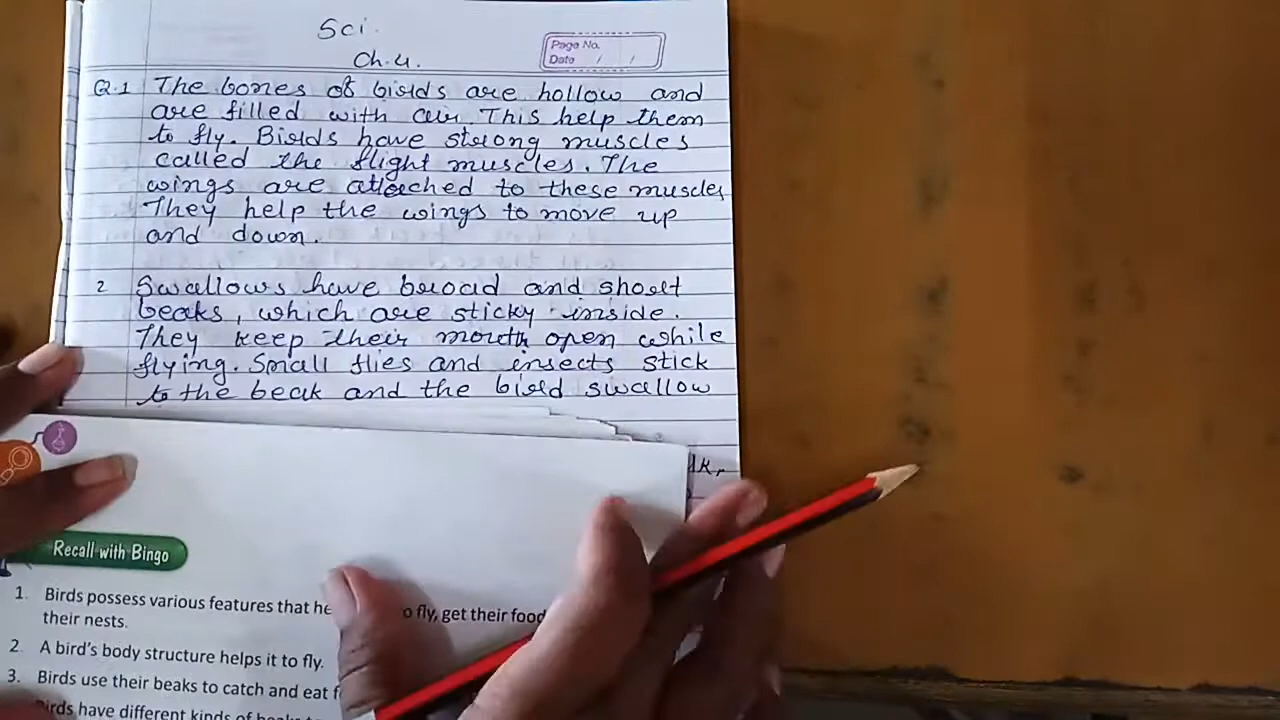 Sci.
Ch.4.
Page No.
Date / /
Q.1 The bones of birds are hollow and
are filled with air. This help them
to fly. Birds have strong muscles
called the flight muscles. The
wings are attached to these muscles
They help the wings to move up
and down.
2 Swallows have broad and short
beaks, which are sticky inside.
They keep their mouth open while
flying. Small flies and insects stick
to the beak and the bird swallow
Recall with Bingo
1. Birds possess various features that he o fly, get their food
their nests.
2. A bird's body structure helps it to fly.
3. Birds use their beaks to catch and eat f
Birds have different kinds of